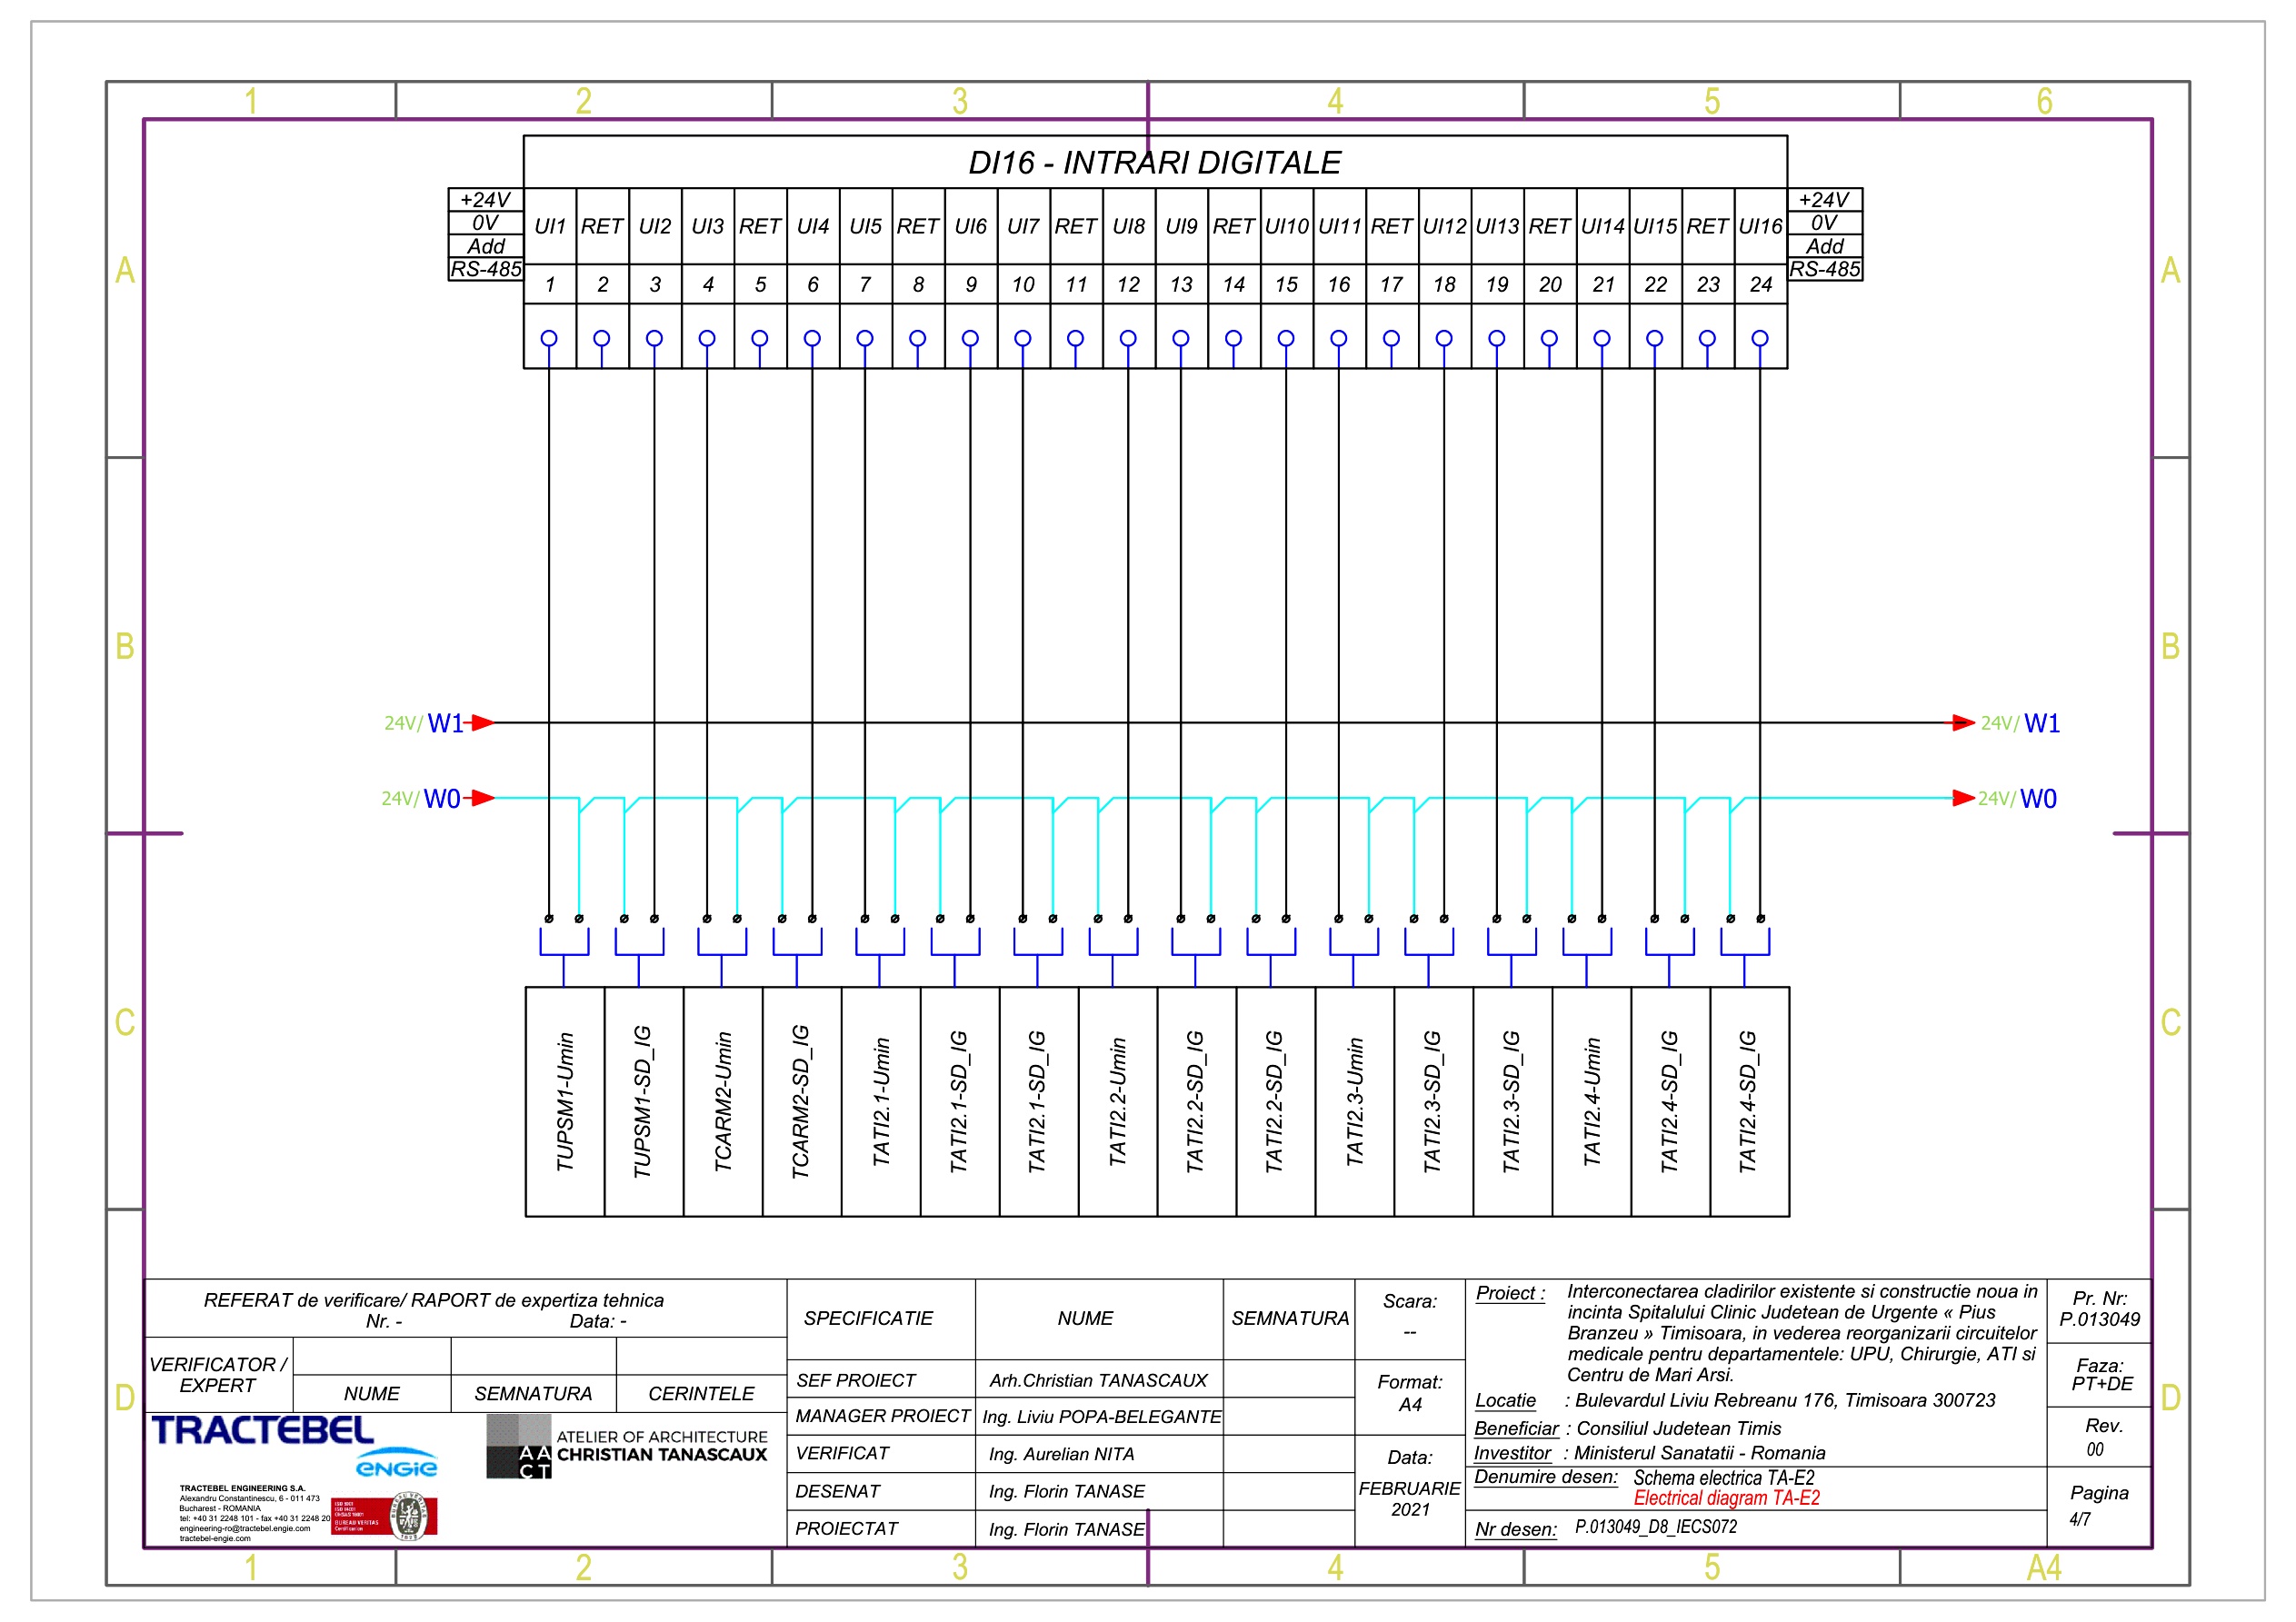 1 2 3 4 5 6
DI16 - INTRARI DIGITALE
+24V
0V
Add
RS-485
UI1 RET UI2 UI3 RET UI4 UI5 RET UI6 UI7 RET UI8 UI9 RET UI10 UI11 RET UI12 UI13 RET UI14 UI15 RET UI16
+24V
0V
Add
RS-485
1 2 3 4 5 6 7 8 9 10 11 12 13 14 15 16 17 18 19 20 21 22 23 24
A A
B B
24V/ W1 24V/ W1
24V/ W0 24V/ W0
C C
TUPSM1-Umin
TUPSM1-SD_IG
TCARM2-Umin
TCARM2-SD_IG
TATI2.1-Umin
TATI2.1-SD_IG
TATI2.1-SD_IG
TATI2.2-Umin
TATI2.2-SD_IG
TATI2.2-SD_IG
TATI2.3-Umin
TATI2.3-SD_IG
TATI2.3-SD_IG
TATI2.4-Umin
TATI2.4-SD_IG
TATI2.4-SD_IG
D D
REFERAT de verificare/ RAPORT de expertiza tehnica
Nr. - Data: -
VERIFICATOR /
EXPERT
NUME SEMNATURA CERINTELE
TRACTEBEL
ENGIE
AACT
ATELIER OF ARCHITECTURE
CHRISTIAN TANASCAUX
TRACTEBEL ENGINEERING S.A.
Alexandru Constantinescu, 6 - 011 473
Bucharest - ROMANIA
tel: +40 31 2248 101 - fax +40 31 2248 20
engineering-ro@tractebel.engie.com
tractebel-engie.com
ISO 9001
ISO 14001
OHSAS 18001
BUREAU VERITAS
Certification
SPECIFICATIE NUME SEMNATURA
SEF PROIECT Arh.Christian TANASCAUX
MANAGER PROIECT Ing. Liviu POPA-BELEGANTE
VERIFICAT Ing. Aurelian NITA
DESENAT Ing. Florin TANASE
PROIECTAT Ing. Florin TANASE
Scara:
--
Format:
A4
Data:
FEBRUARIE
2021
Proiect : Interconectarea cladirilor existente si constructie noua in
incinta Spitalului Clinic Judetean de Urgente « Pius
Branzeu » Timisoara, in vederea reorganizarii circuitelor
medicale pentru departamentele: UPU, Chirurgie, ATI si
Centru de Mari Arsi.
Locatie : Bulevardul Liviu Rebreanu 176, Timisoara 300723
Beneficiar : Consiliul Judetean Timis
Investitor : Ministerul Sanatatii - Romania
Denumire desen: Schema electrica TA-E2
Electrical diagram TA-E2
Nr desen: P.013049_D8_IECS072
Pr. Nr:
P.013049
Faza:
PT+DE
Rev.
00
Pagina
4/7
1 2 3 4 5 A4